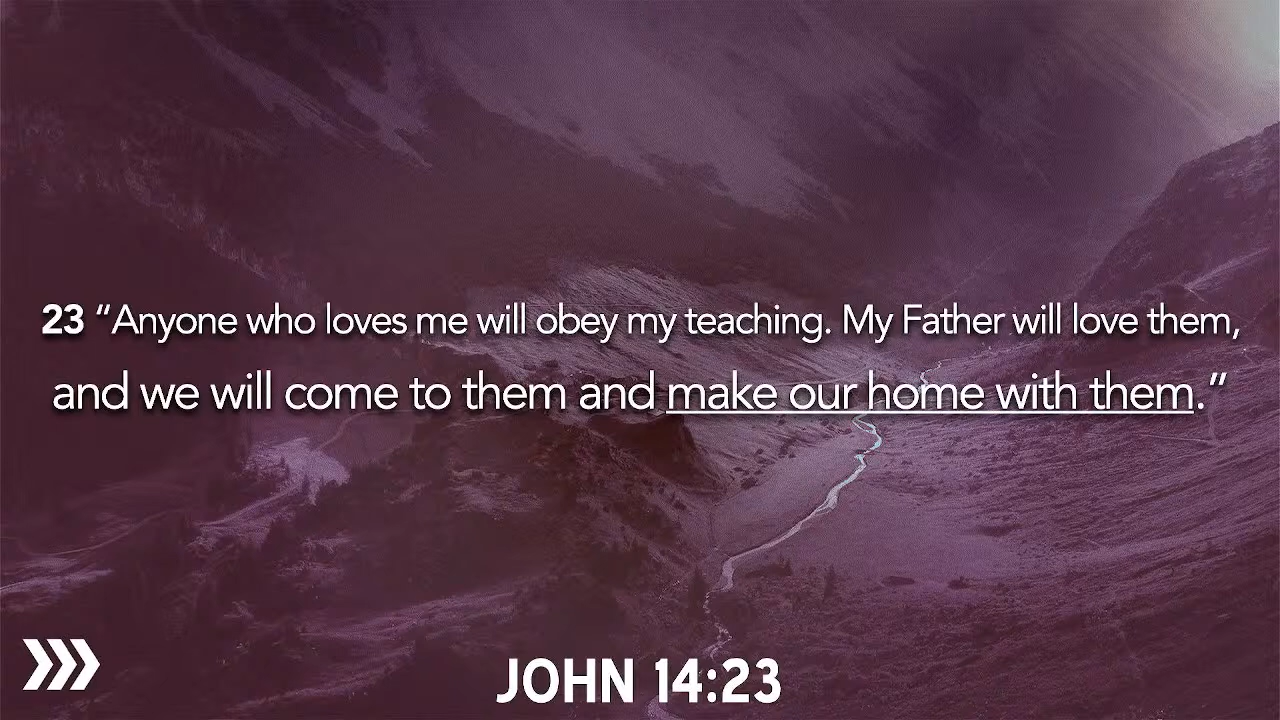 23 “Anyone who loves me will obey my teaching. My Father will love them,
and we will come to them and make our home with them.”
JOHN 14:23